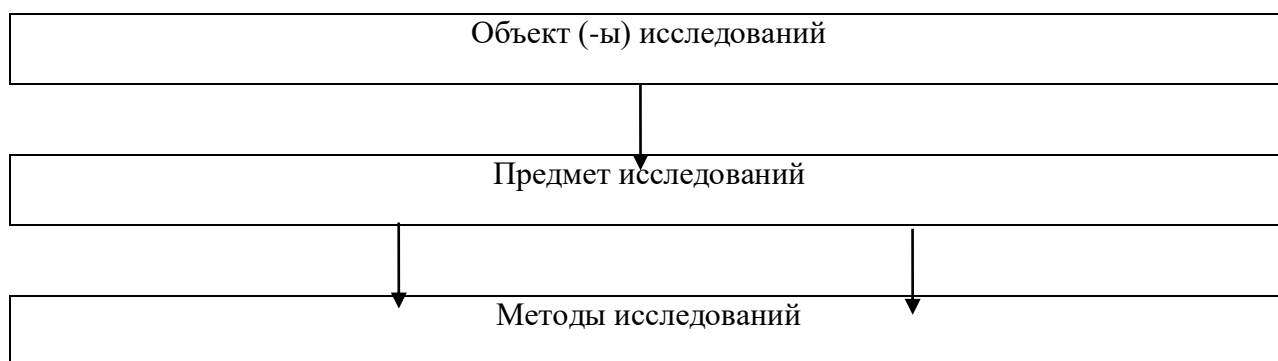 Объект (-ы) исследований
Предмет исследований
Методы исследований